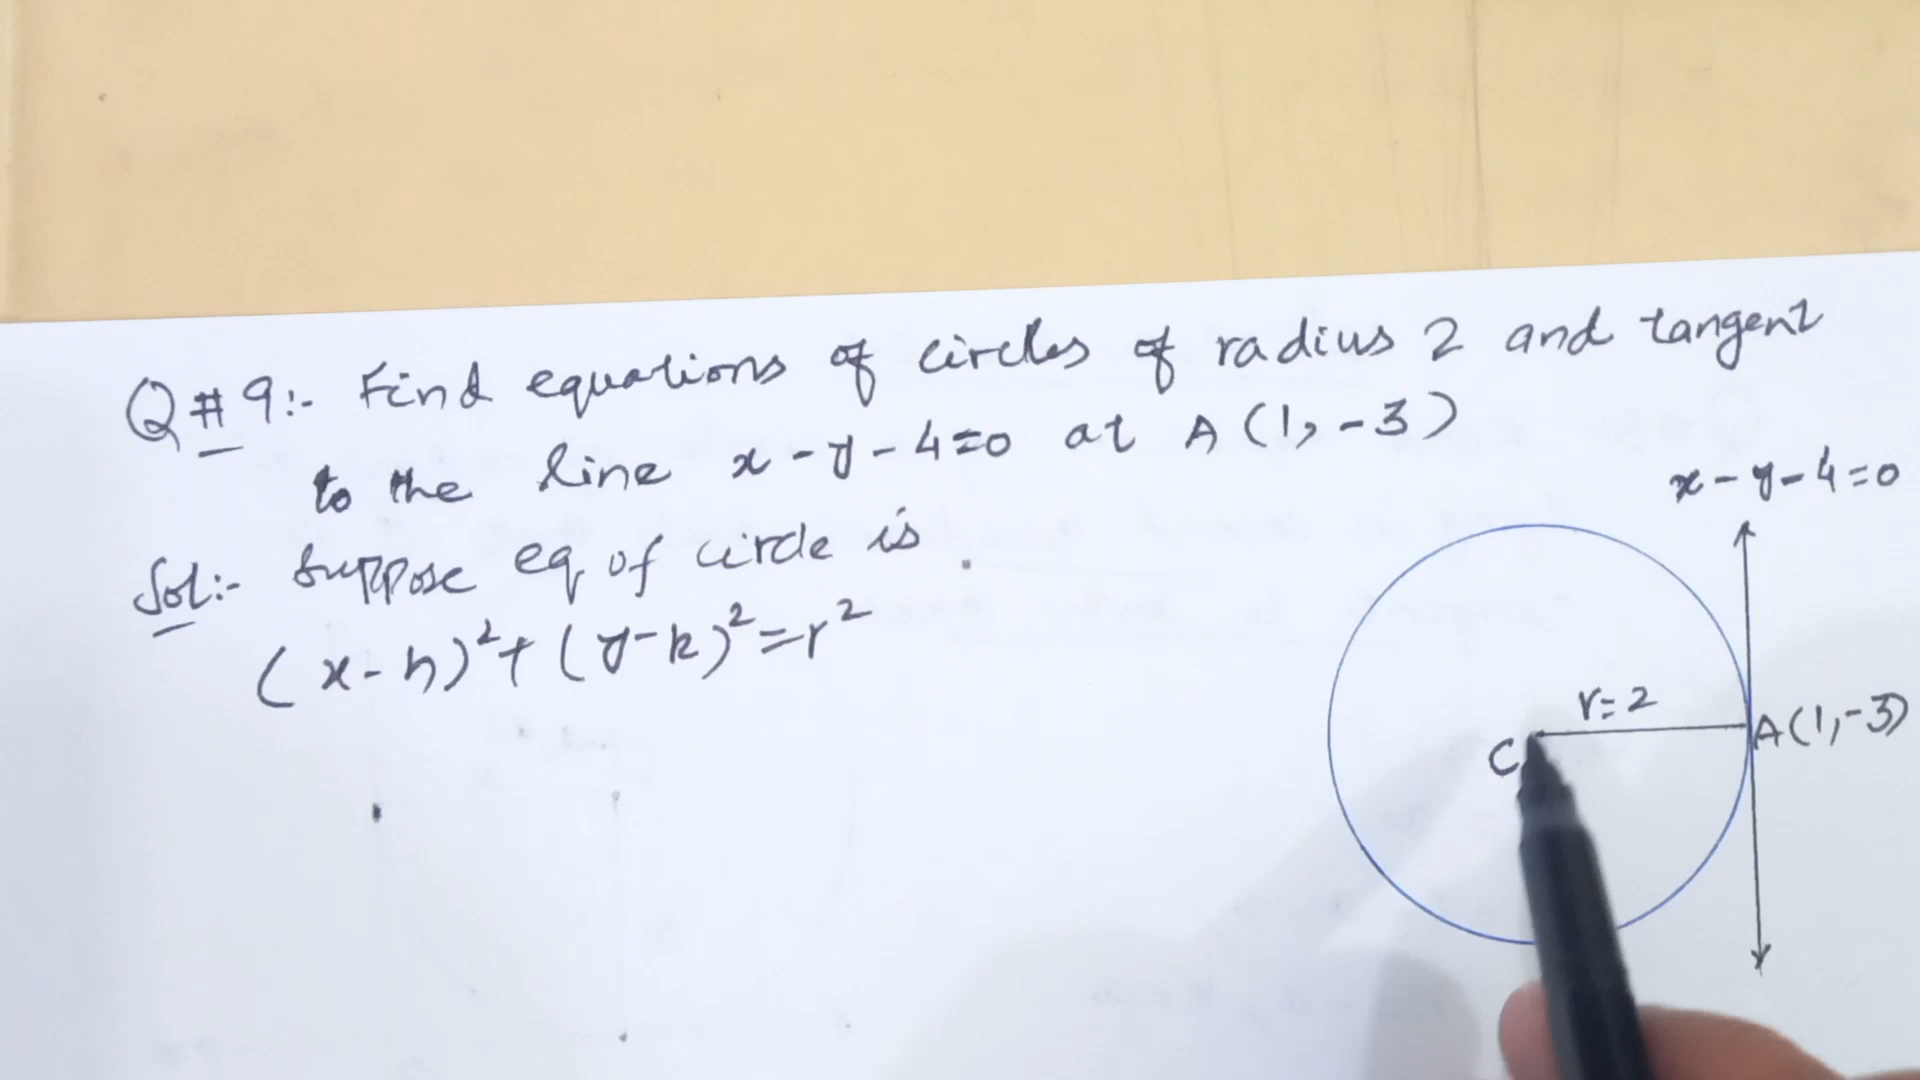 Q#9:- Find equations of circles of radius 2 and tangent
to the line x-y-4=0 at A(1,-3)
Sol:- Suppose eq of circle is
(x-h)²+(y-k)²=r²
x-y-4=0
r=2
C
A(1,-3)